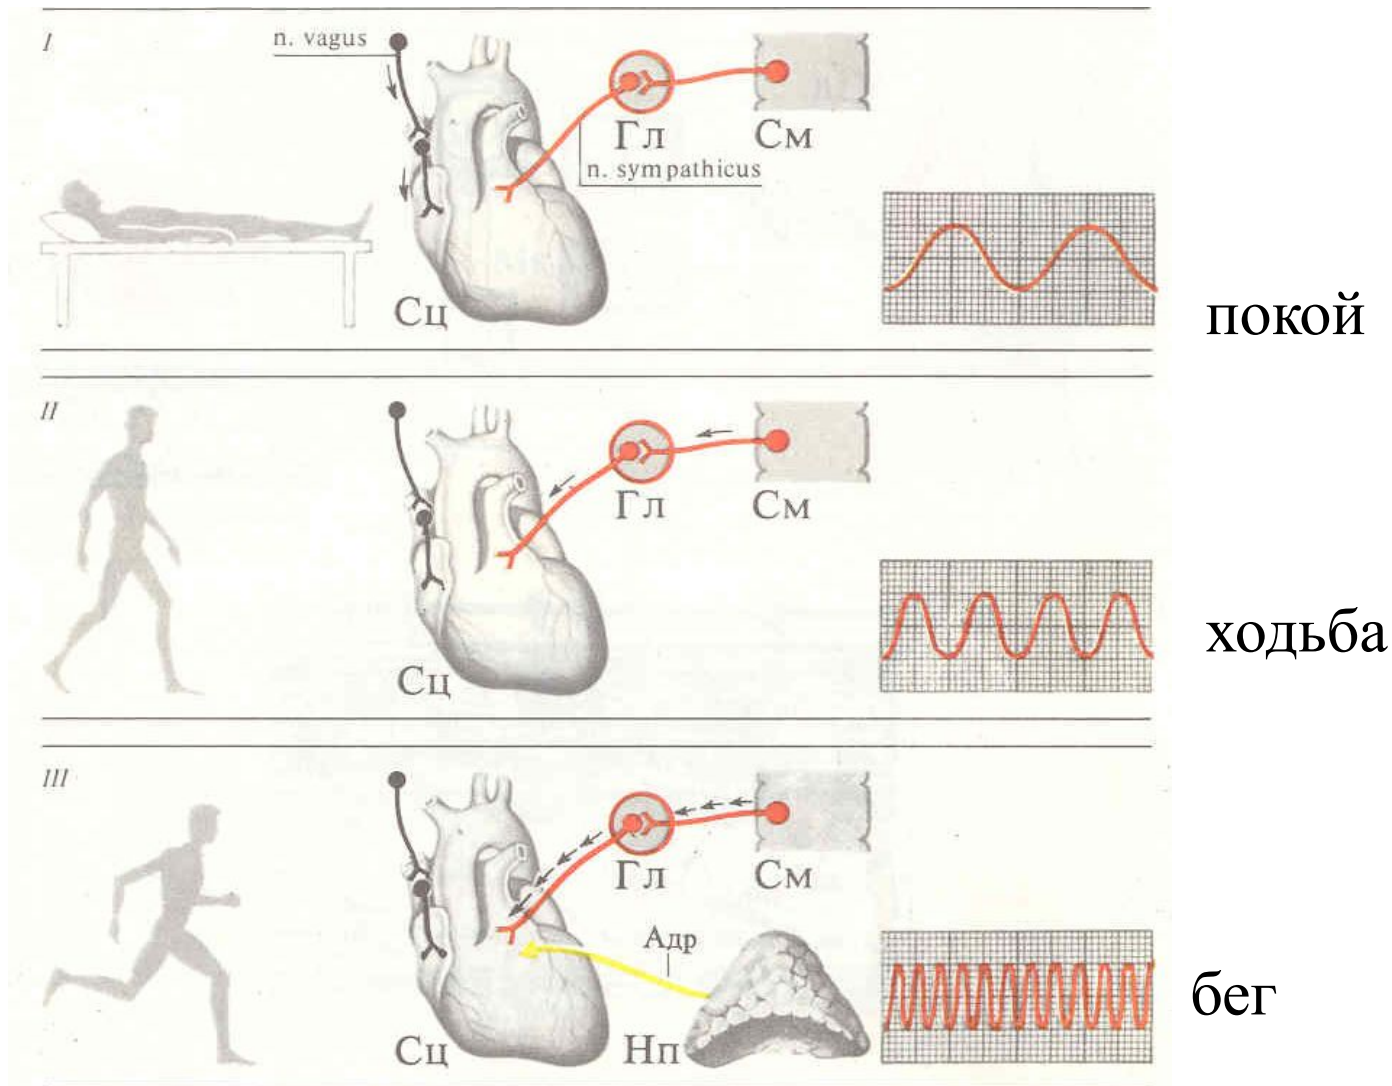 I
n. vagus
Гл
См
n. sympathicus
Сц
покой
II
Гл
См
Сц
ходьба
III
Гл
См
Адр
Сц
Нп
бег